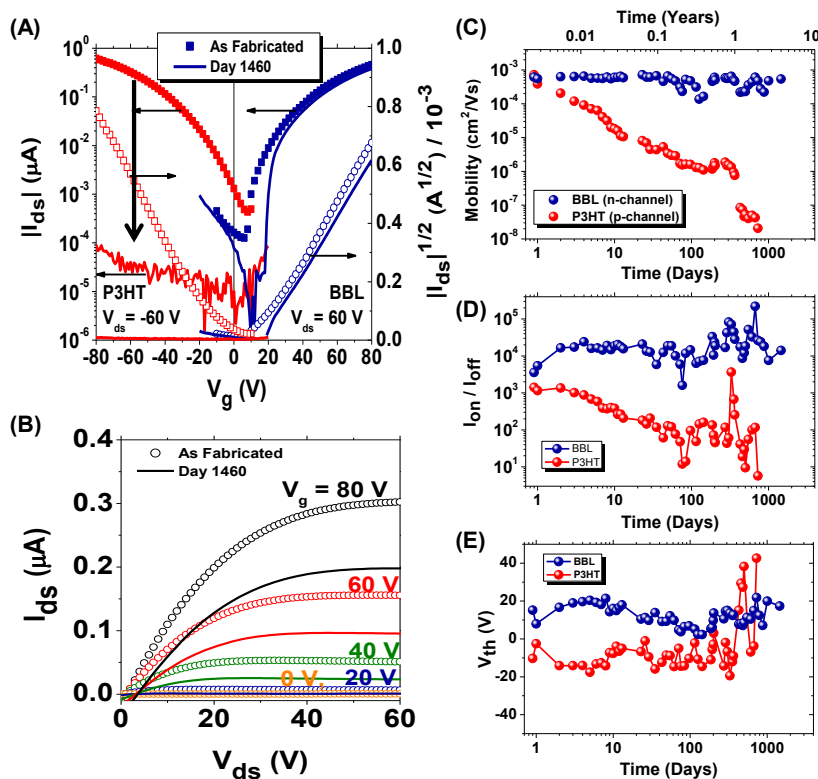 (A)
As Fabricated
Day 1460
10^0
10^-1
10^-2
10^-3
10^-4
10^-5
10^-6
|I_ds| (μA)
1.0
0.8
0.6
0.4
0.2
0.0
|I_ds|^1/2 (A^1/2) / 10^-3
P3HT
V_ds = -60 V
BBL
V_ds = 60 V
-80 -60 -40 -20 0 20 40 60 80
V_g (V)
(B)
As Fabricated
Day 1460
V_g = 80 V
60 V
40 V
0 V, 20 V
0.4
0.3
0.2
0.1
0.0
I_ds (μA)
0 20 40 60
V_ds (V)
(C)
Time (Years)
0.01 0.1 1 10
10^-3
10^-4
10^-5
10^-6
10^-7
10^-8
Mobility (cm^2/Vs)
BBL (n-channel)
P3HT (p-channel)
1 10 100 1000
Time (Days)
(D)
10^5
10^4
10^3
10^2
10^1
I_on / I_off
BBL
P3HT
1 10 100 1000
Time (Days)
(E)
BBL
P3HT
40
20
0
-20
-40
V_th (V)
1 10 100 1000
Time (Days)